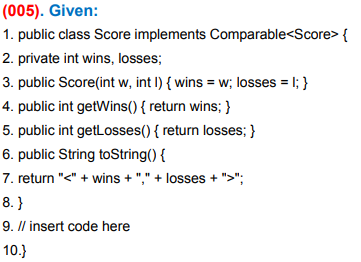 (005). Given:
1. public class Score implements Comparable<Score> {
2. private int wins, losses;
3. public Score(int w, int l) { wins = w; losses = l; }
4. public int getWins() { return wins; }
5. public int getLosses() { return losses; }
6. public String toString() {
7. return "<" + wins + "," + losses + ">";
8. }
9. // insert code here
10.}